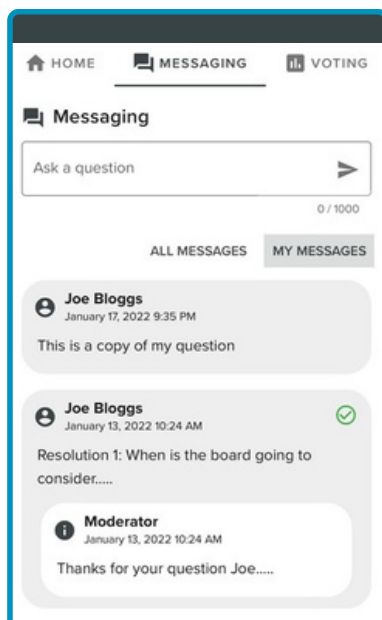 HOME MESSAGING VOTING
Messaging
Ask a question
0 / 1000
ALL MESSAGES MY MESSAGES
Joe Bloggs
January 17, 2022 9:35 PM
This is a copy of my question
Joe Bloggs
January 13, 2022 10:24 AM
Resolution 1: When is the board going to
consider.....
Moderator
January 13, 2022 10:24 AM
Thanks for your question Joe.....